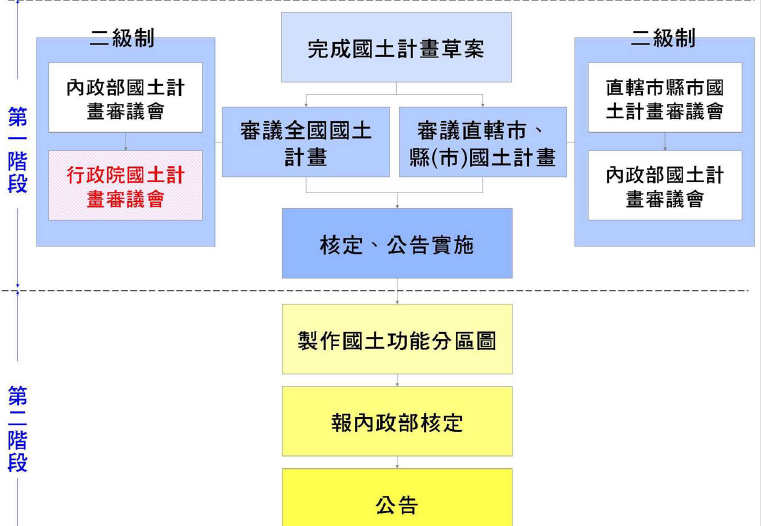 完成國土計畫草案
二級制
內政部國土計
畫審議會
行政院國土計
畫審議會
審議全國國土
計畫
審議直轄市、
縣(市)國土計畫
二級制
直轄市縣市國
土計畫審議會
內政部國土計
畫審議會
第一階段
核定、公告實施
第二階段
製作國土功能分區圖
報內政部核定
公告